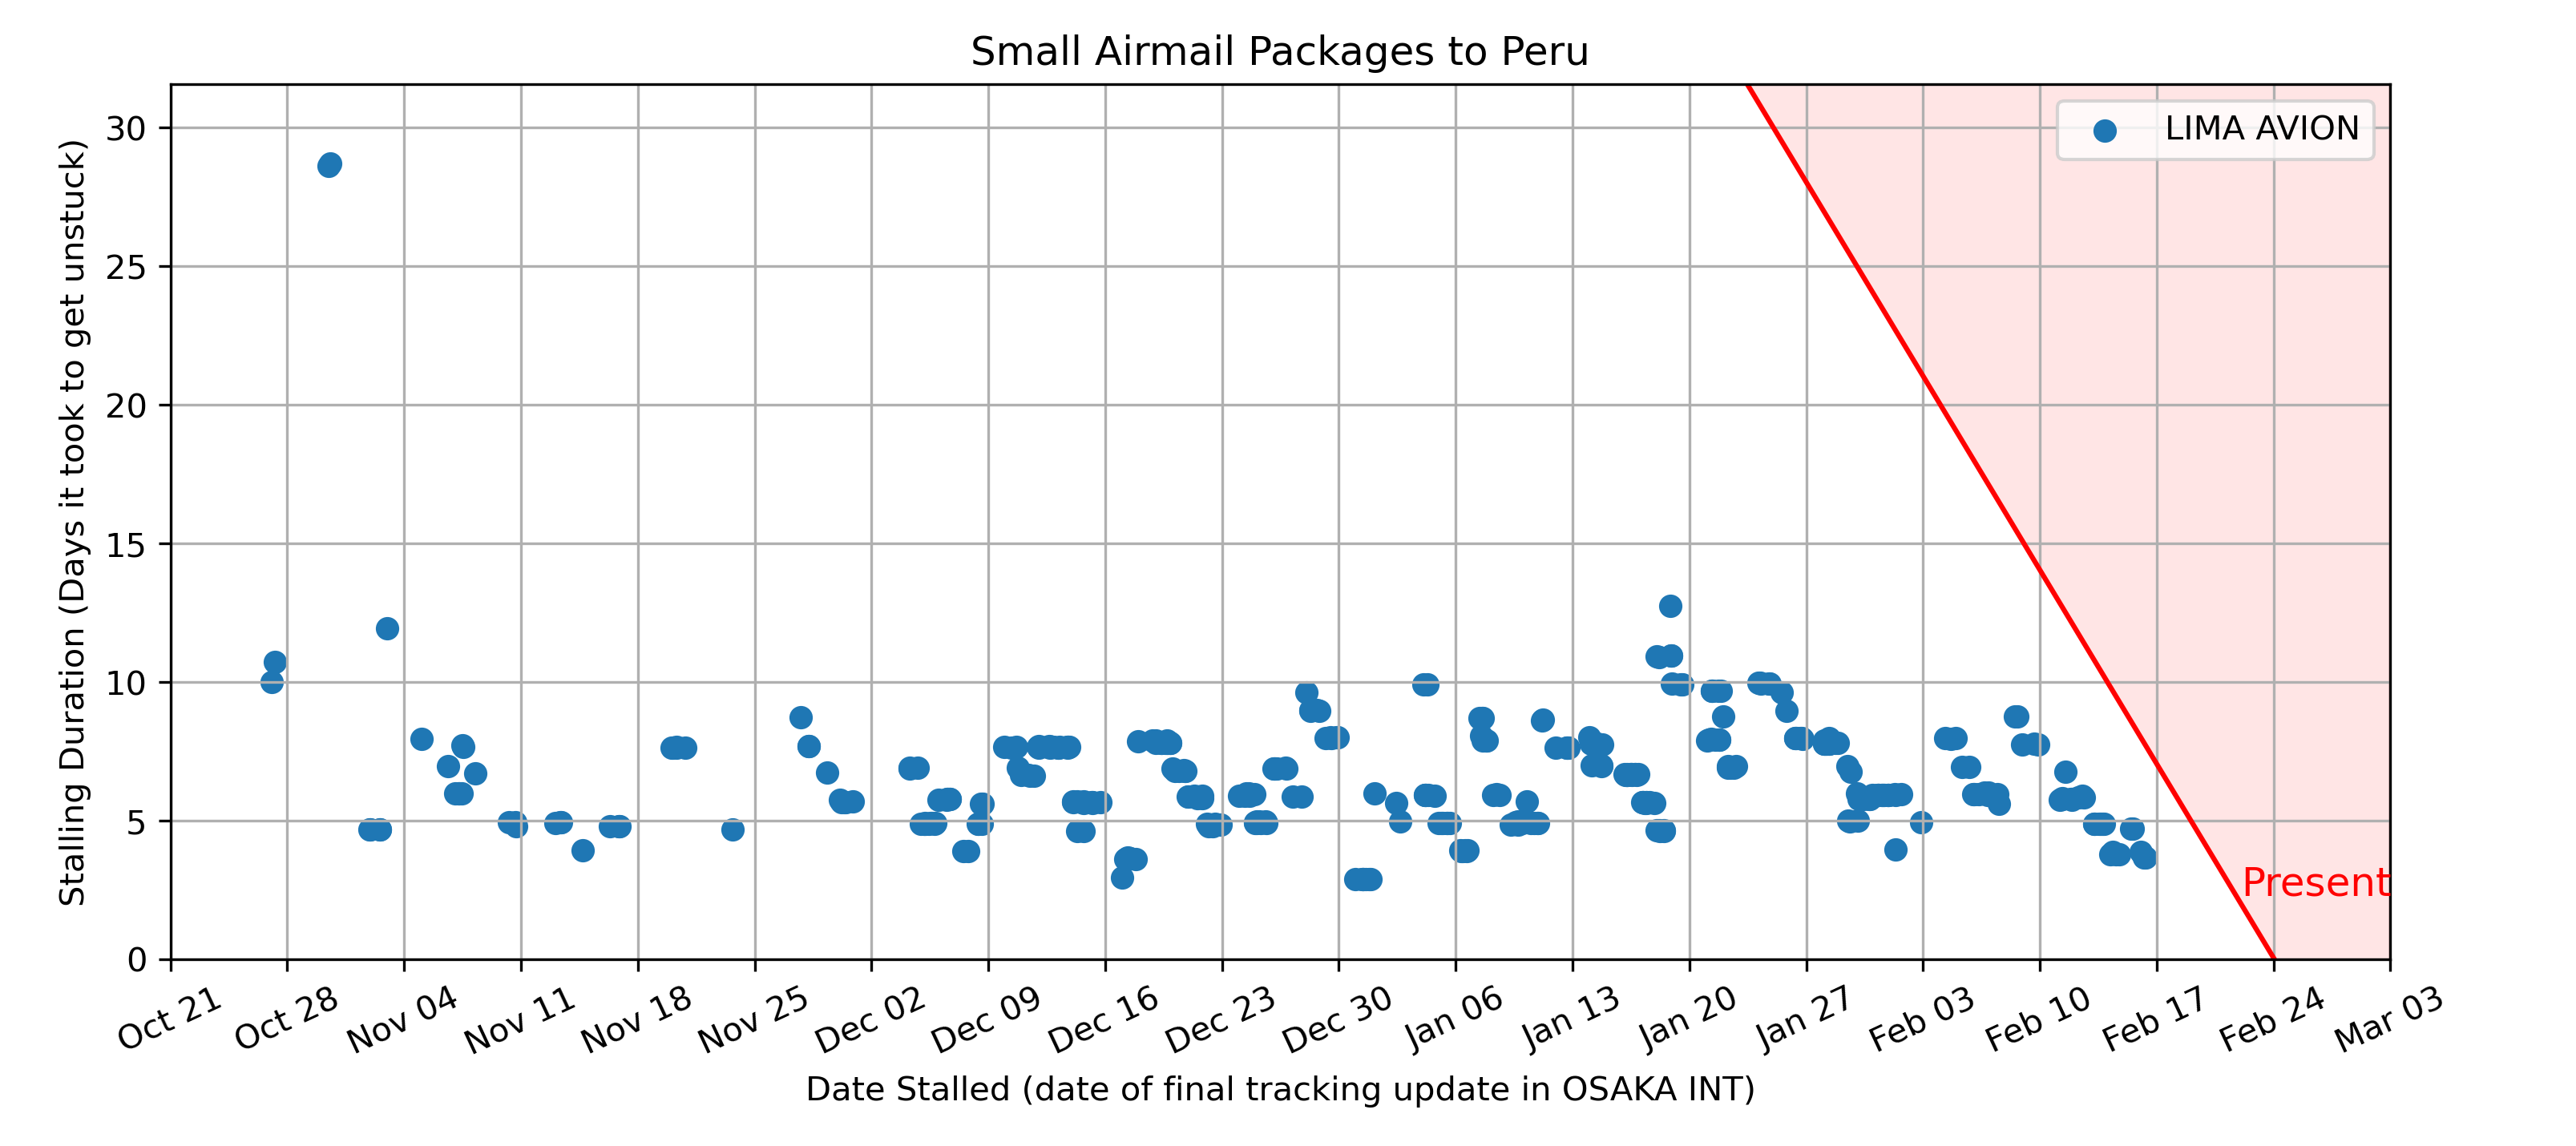 Small Airmail Packages to Peru
LIMA AVION
Present
Stalling Duration (Days it took to get unstuck)
30
25
20
15
10
5
0
Oct 21
Oct 28
Nov 04
Nov 11
Nov 18
Nov 25
Dec 02
Dec 09
Dec 16
Dec 23
Dec 30
Jan 06
Jan 13
Jan 20
Jan 27
Feb 03
Feb 10
Feb 17
Feb 24
Mar 03
Date Stalled (date of final tracking update in OSAKA INT)